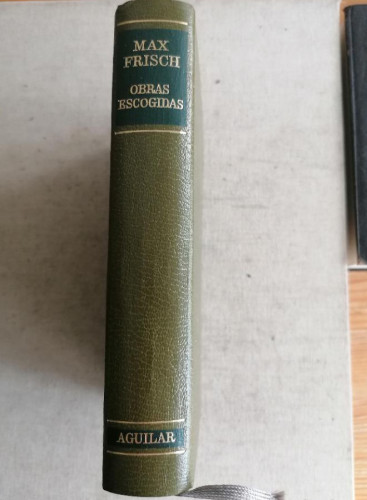 MAX
FRISCH
OBRAS
ESCOGIDAS
AGUILAR